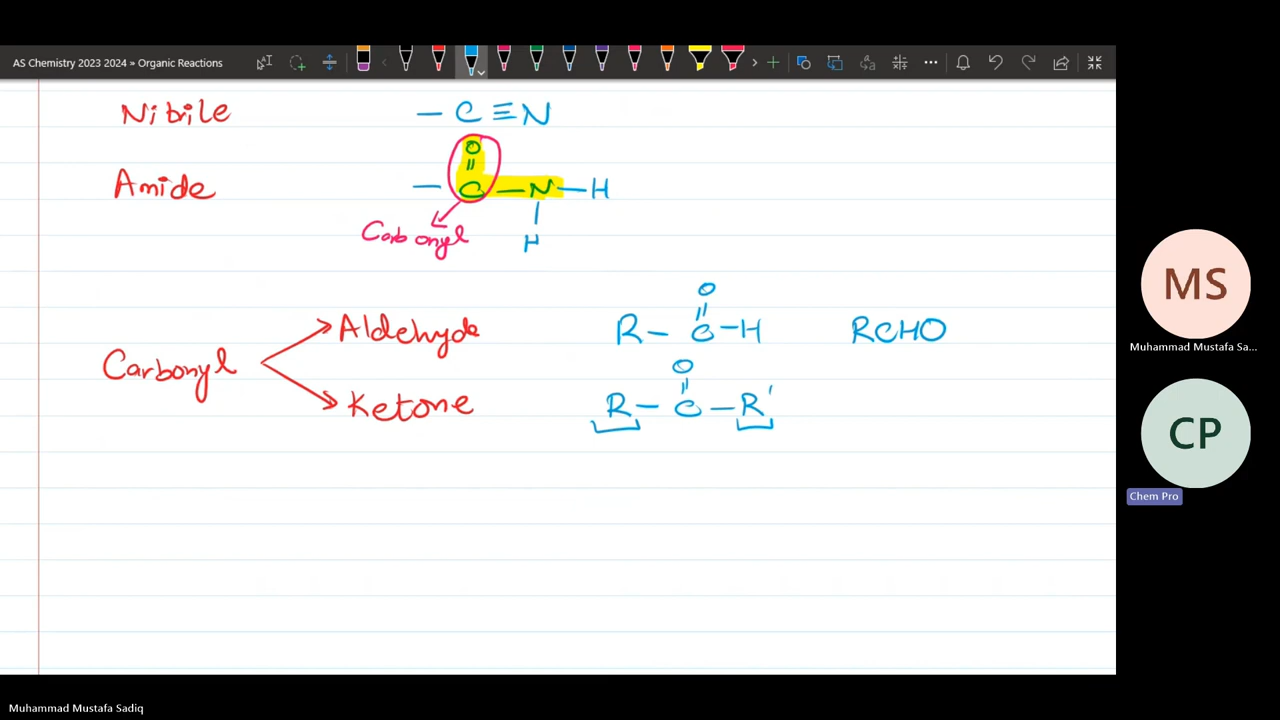 AS Chemistry 2023 2024 » Organic Reactions
Nitrile — C ≡ N
O
||
Amide — C — N — H
|
Carbonyl H
O
||
Aldehyde R — C – H RCHO
Carbonyl
O
||
Ketone R — C — R'
MS
Muhammad Mustafa Sa...
CP
Chem Pro
Muhammad Mustafa Sadiq